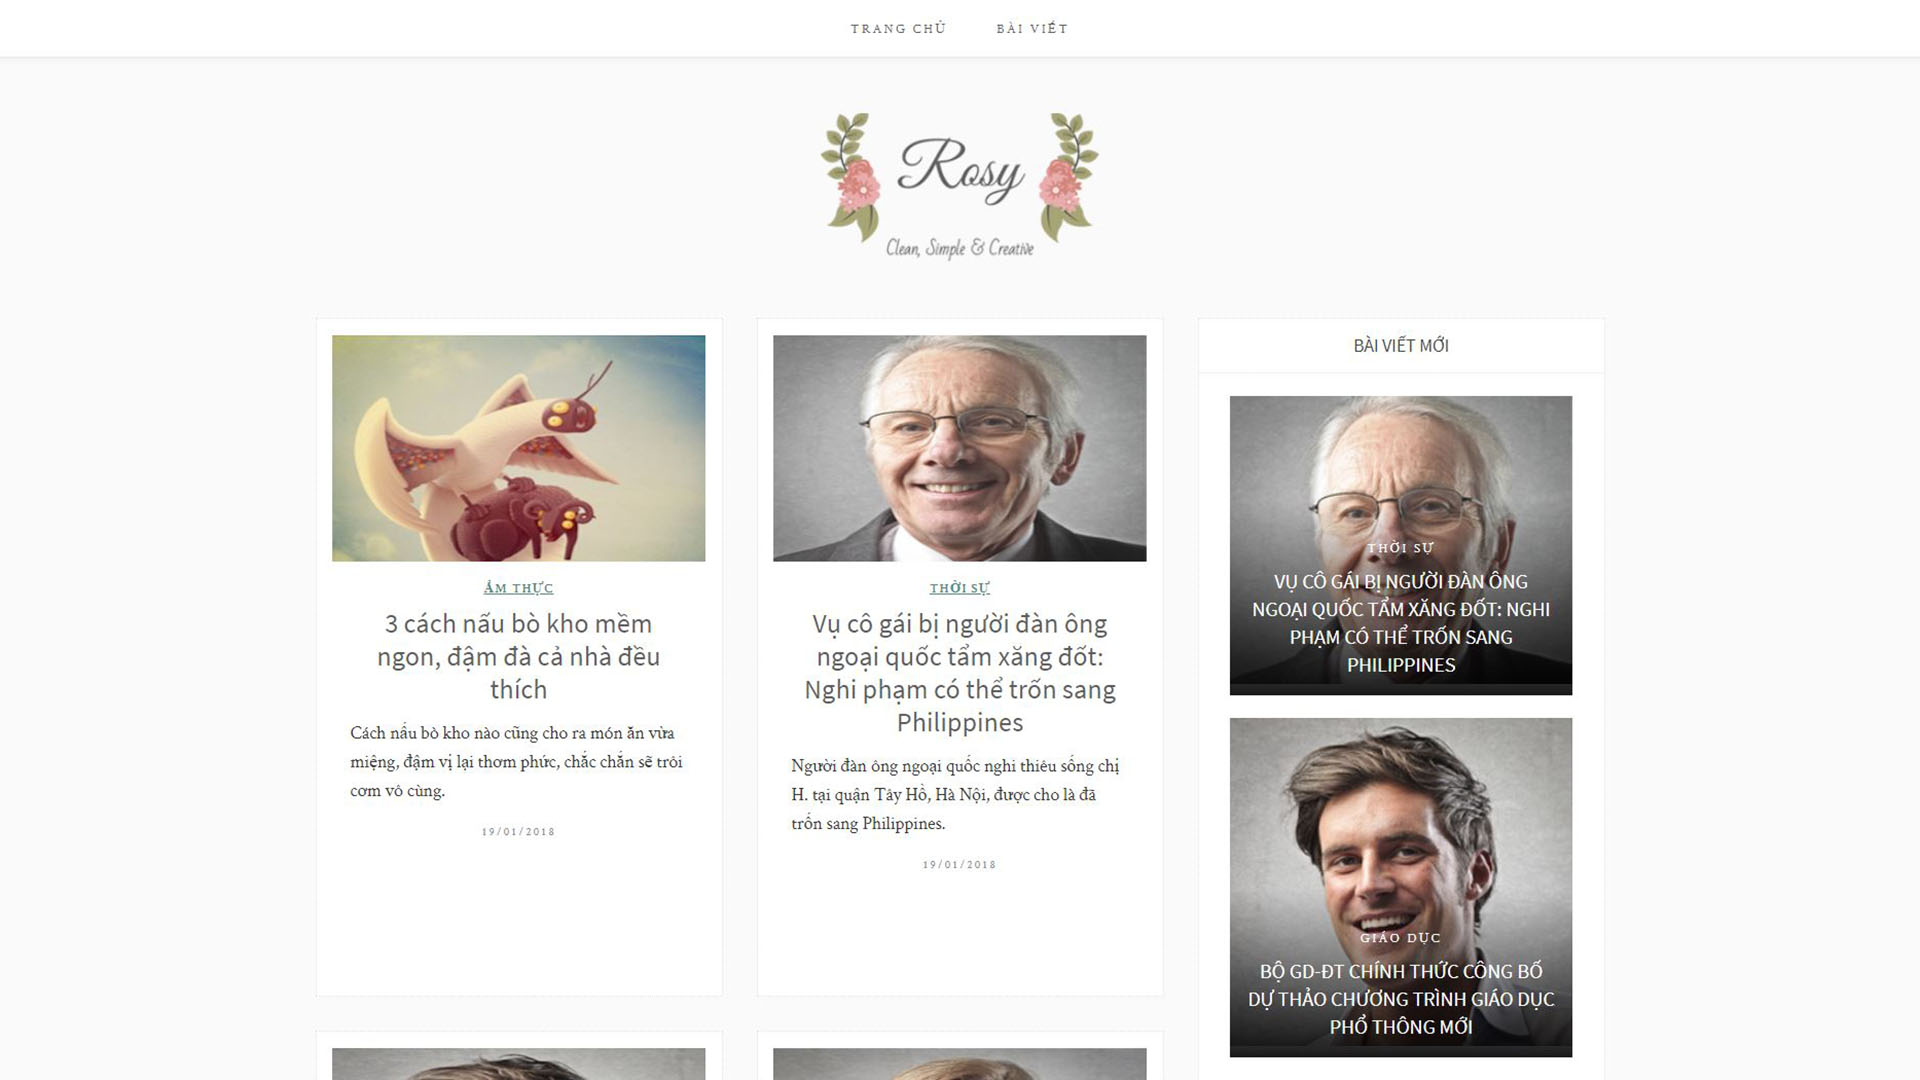 TRANG CHỦ
BÀI VIẾT
Rosy
Clean, Simple & Creative
ẨM THỰC
3 cách nấu bò kho mềm
ngon, đậm đà cả nhà đều
thích
Cách nấu bò kho nào cũng cho ra món ăn vừa
miệng, đậm vị lại thơm phức, chắc chắn sẽ trôi
cơm vô cùng.
19/01/2018
THỜI SỰ
Vụ cô gái bị người đàn ông
ngoại quốc tẩm xăng đốt:
Nghi phạm có thể trốn sang
Philippines
Người đàn ông ngoại quốc nghi thiêu sống chị
H. tại quận Tây Hồ, Hà Nội, được cho là đã
trốn sang Philippines.
19/01/2018
BÀI VIẾT MỚI
THỜI SỰ
VỤ CÔ GÁI BỊ NGƯỜI ĐÀN ÔNG
NGOẠI QUỐC TẨM XĂNG ĐỐT: NGHI
PHẠM CÓ THỂ TRỐN SANG
PHILIPPINES
GIÁO DỤC
BỘ GD-ĐT CHÍNH THỨC CÔNG BỐ
DỰ THẢO CHƯƠNG TRÌNH GIÁO DỤC
PHỔ THÔNG MỚI